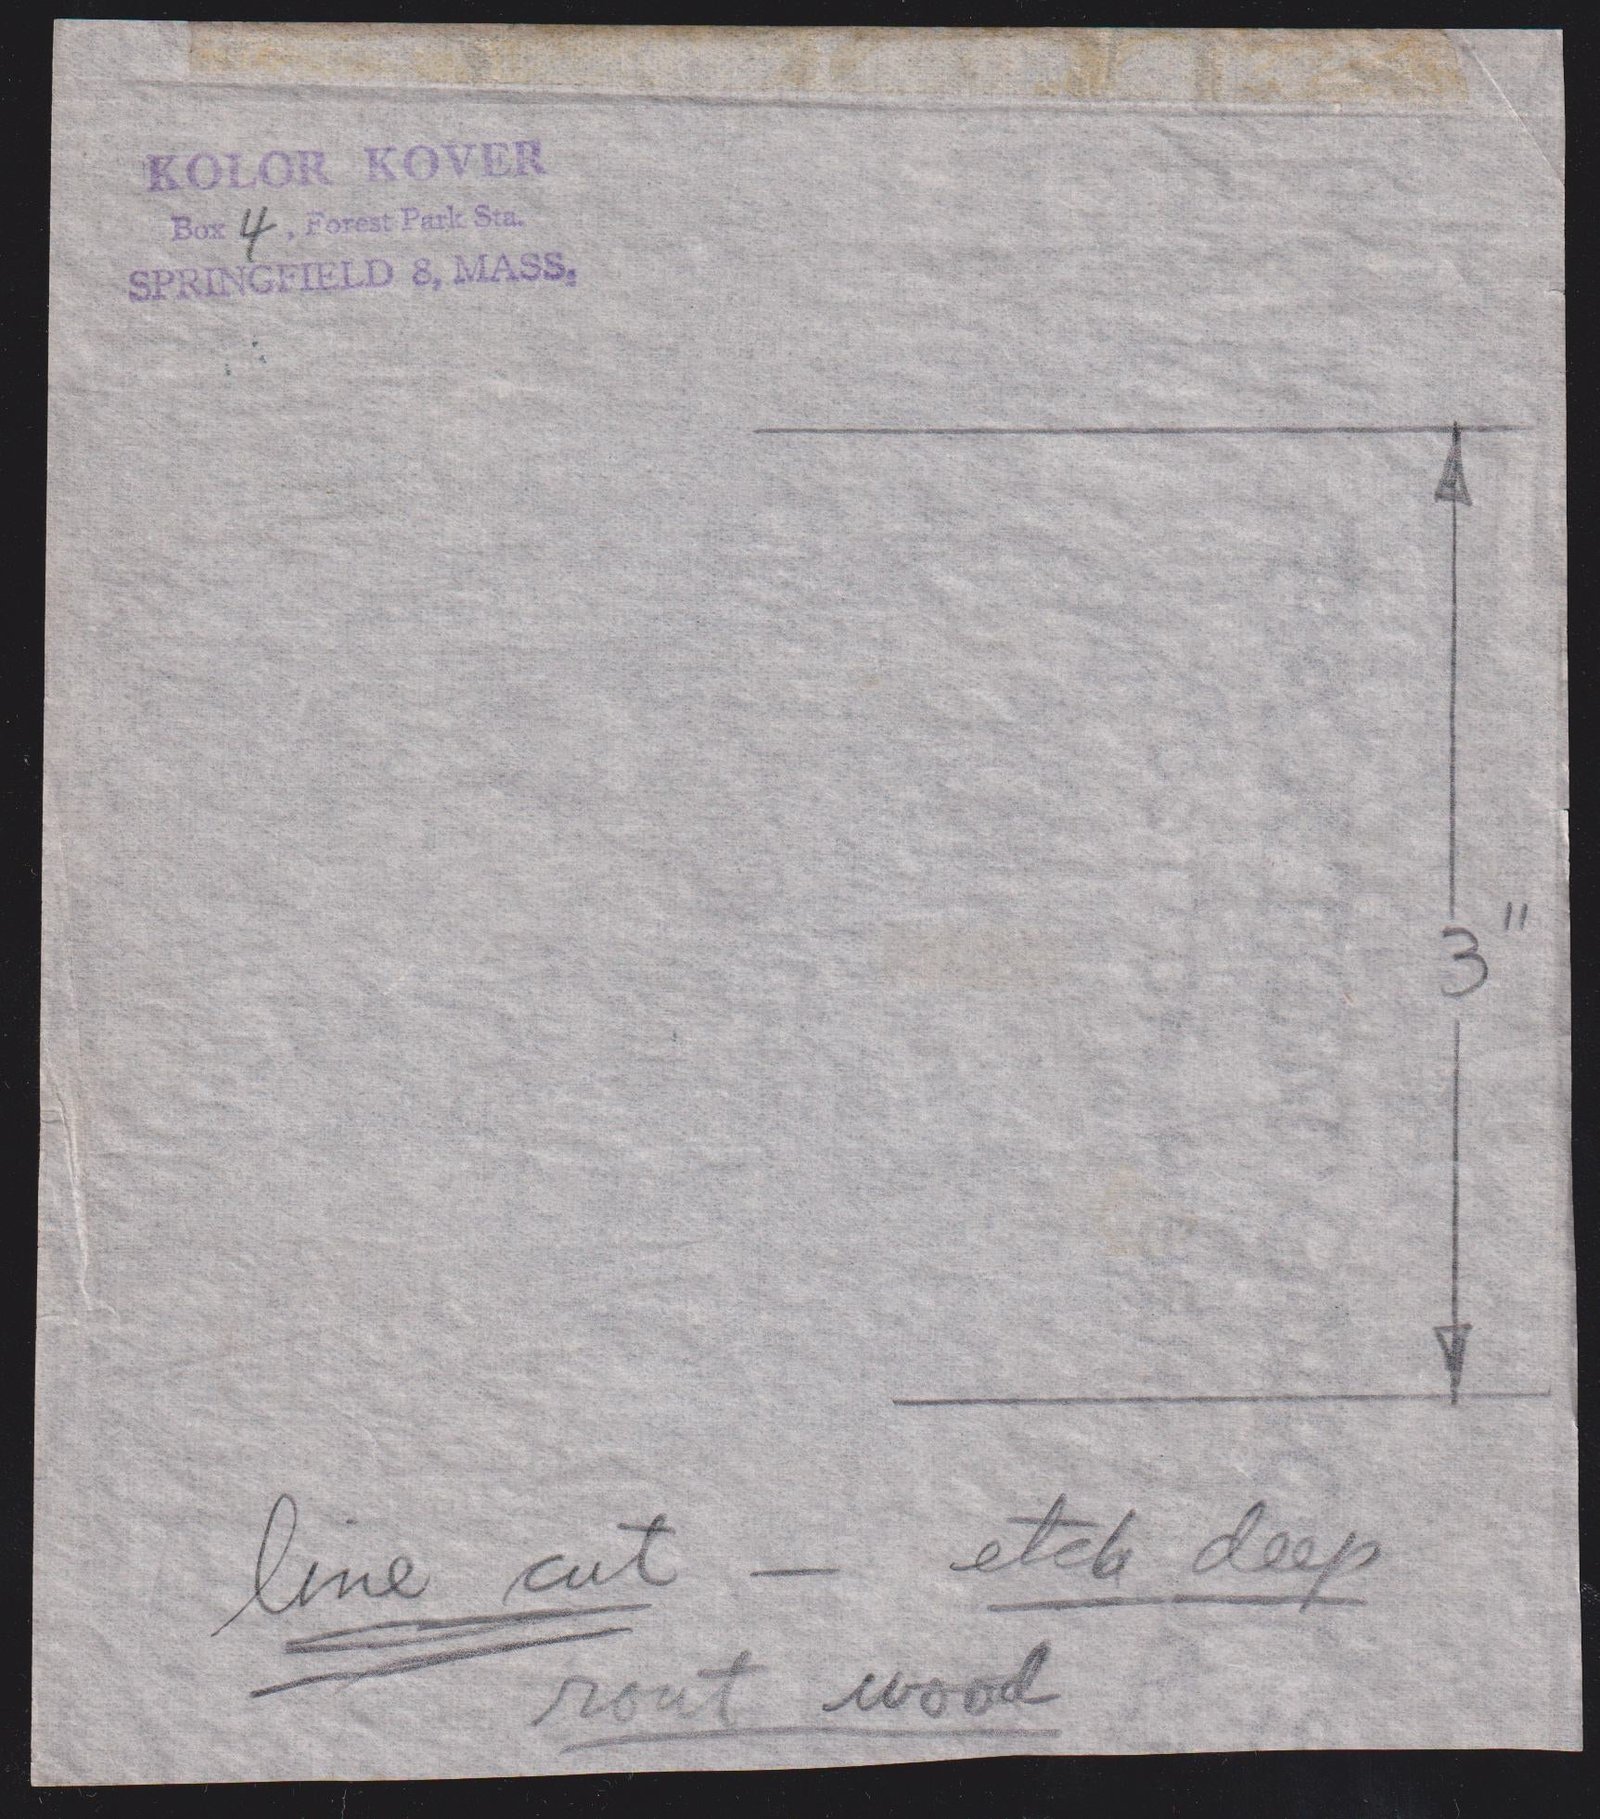 KOLOR KOVER
Box 4, Forest Park Sta.
SPRINGFIELD 8, MASS.
3"
line cut — etch deep
rout wood